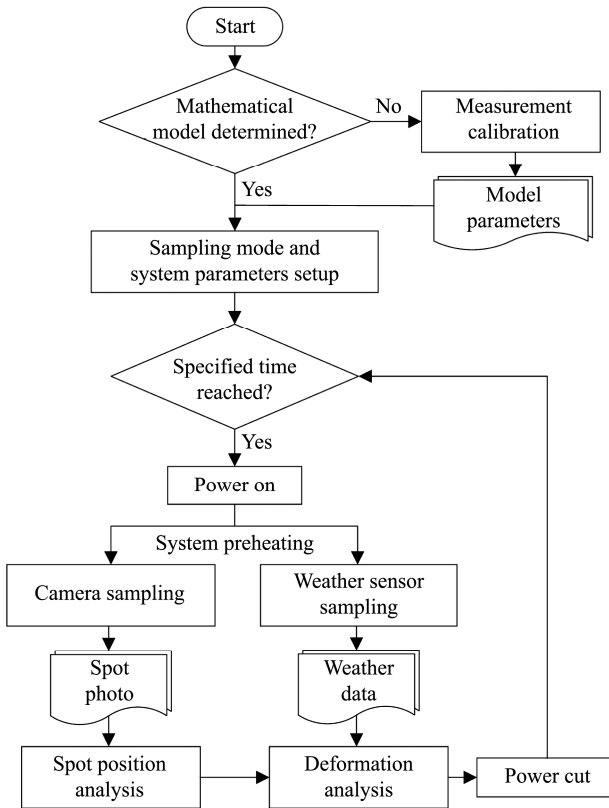 Start
Mathematical
model determined?
No
Measurement
calibration
Yes
Model
parameters
Sampling mode and
system parameters setup
Specified time
reached?
Yes
Power on
System preheating
Camera sampling
Weather sensor
sampling
Spot
photo
Weather
data
Spot position
analysis
Deformation
analysis
Power cut